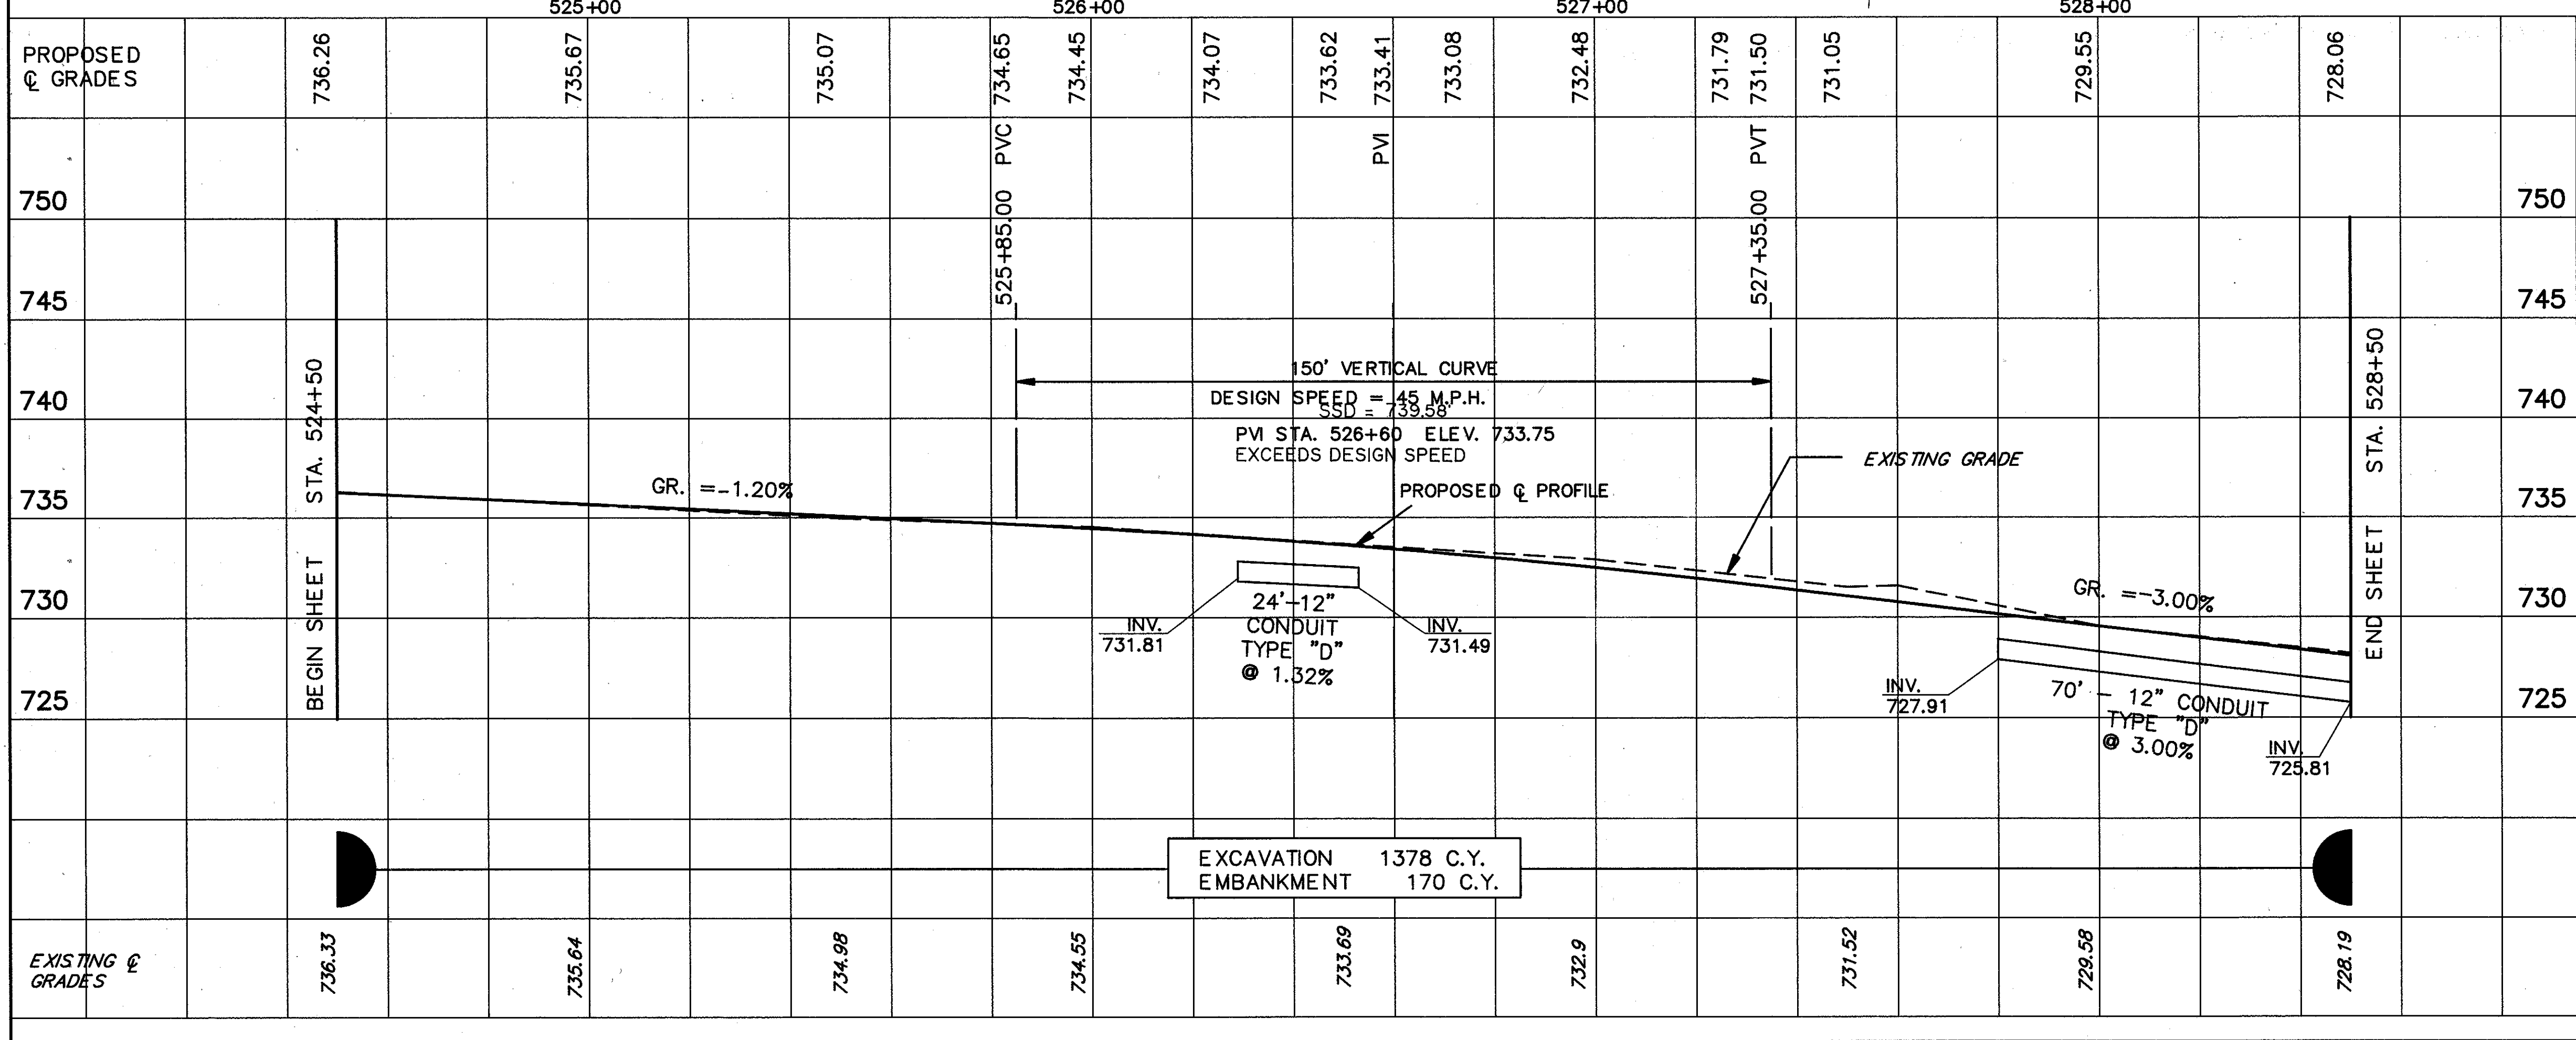 525+00 526+00 527+00 528+00
PROPOSED
℄ GRADES
736.26 735.67 735.07 734.65 734.45 734.07 733.62 733.41 733.08 732.48 731.79 731.50 731.05 729.55 728.06
525+85.00 PVC
PVI
527+35.00 PVT
750 750
745 745
740 740
735 735
730 730
725 725
BEGIN SHEET STA. 524+50
END SHEET STA. 528+50
150' VERTICAL CURVE
DESIGN SPEED = 45 M.P.H.
SSD = 739.58'
PVI STA. 526+60 ELEV. 733.75
EXCEEDS DESIGN SPEED
EXISTING GRADE
GR. =-1.20%
PROPOSED ℄ PROFILE
GR. =-3.00%
INV.
731.81
24'-12"
CONDUIT
TYPE "D"
@ 1.32%
INV.
731.49
INV.
727.91
70' - 12" CONDUIT
TYPE "D"
@ 3.00%
INV.
725.81
EXCAVATION 1378 C.Y.
EMBANKMENT 170 C.Y.
EXISTING ℄
GRADES
736.33 735.64 734.98 734.55 733.69 732.9 731.52 729.58 728.19